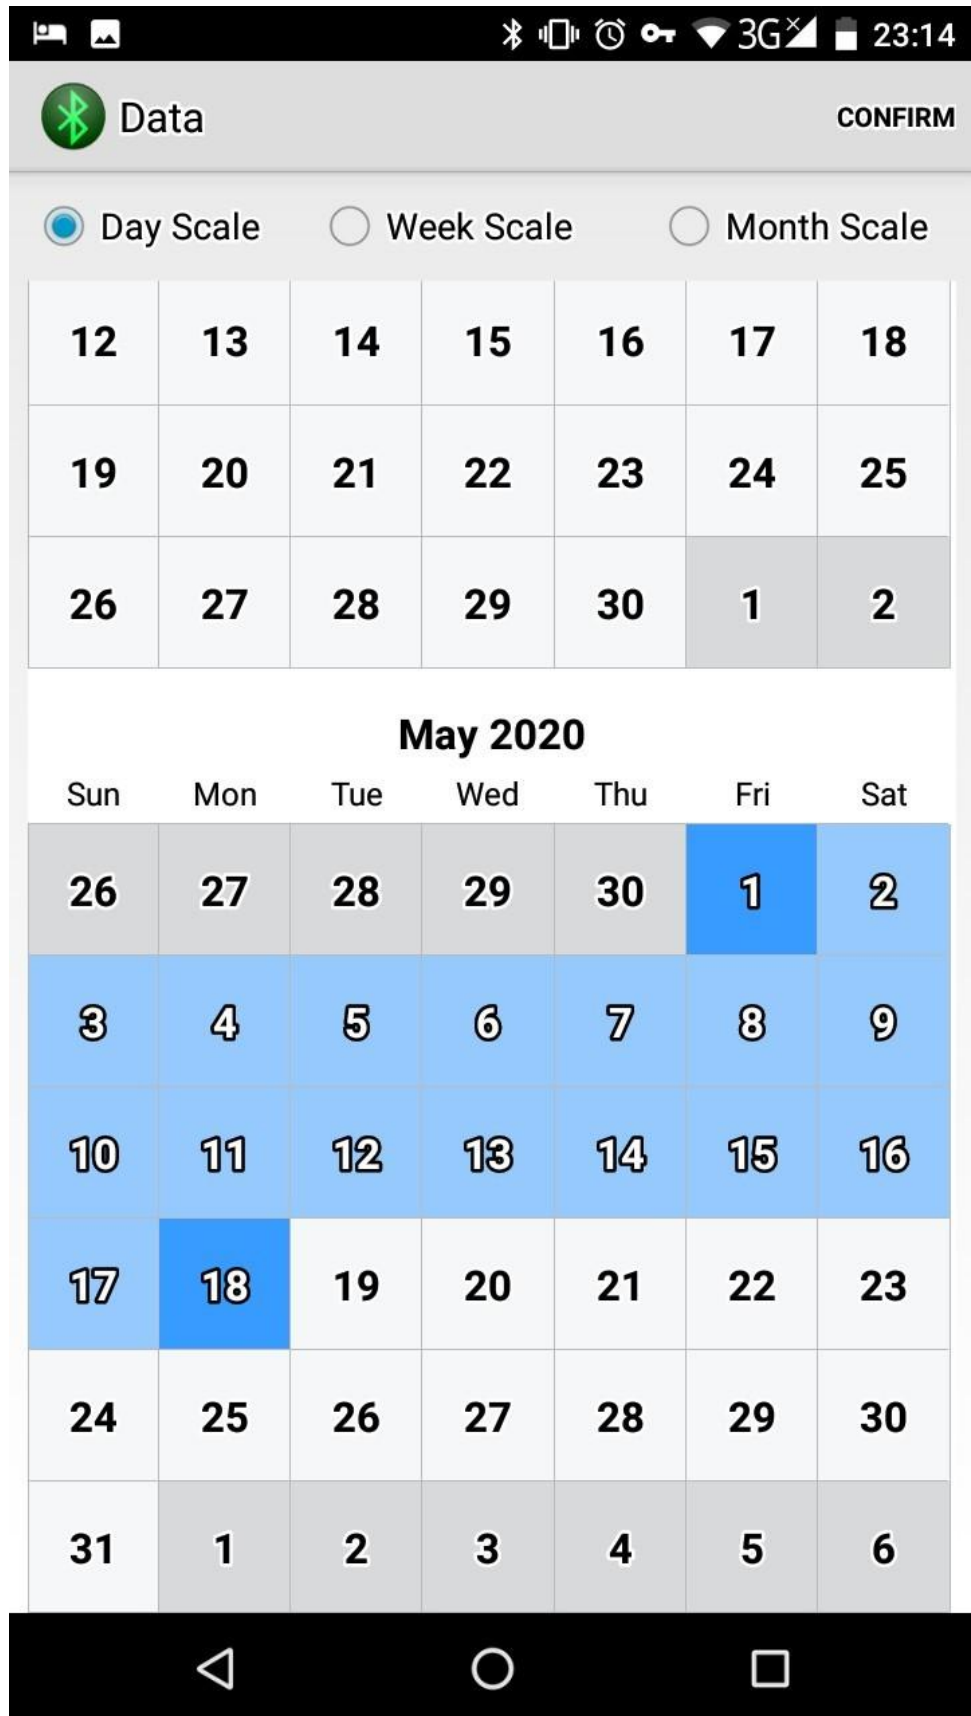 3G 23:14
Data CONFIRM
Day Scale Week Scale Month Scale
12 13 14 15 16 17 18
19 20 21 22 23 24 25
26 27 28 29 30 1 2
May 2020
Sun Mon Tue Wed Thu Fri Sat
26 27 28 29 30 1 2
3 4 5 6 7 8 9
10 11 12 13 14 15 16
17 18 19 20 21 22 23
24 25 26 27 28 29 30
31 1 2 3 4 5 6